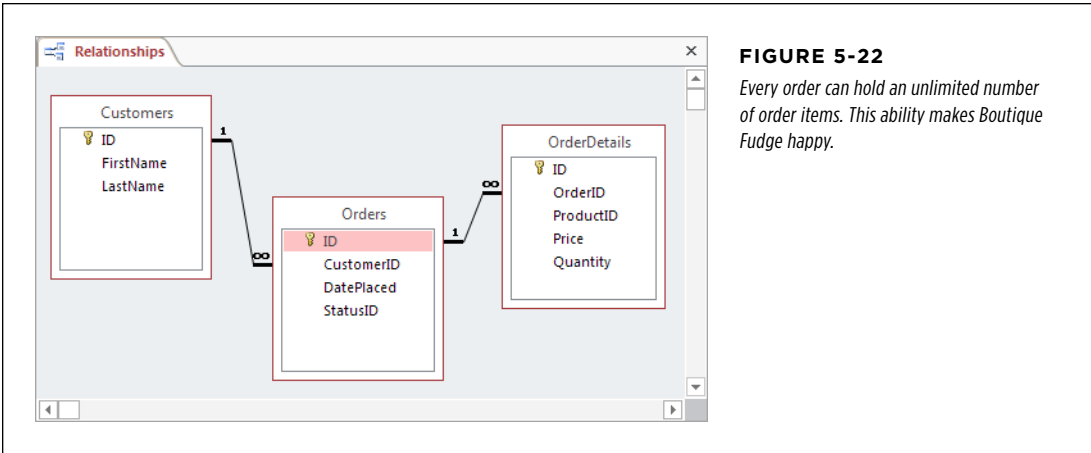 Relationships
Customers
ID
FirstName
LastName
1
∞
Orders
ID
CustomerID
DatePlaced
StatusID
1
∞
OrderDetails
ID
OrderID
ProductID
Price
Quantity
FIGURE 5-22
Every order can hold an unlimited number
of order items. This ability makes Boutique
Fudge happy.